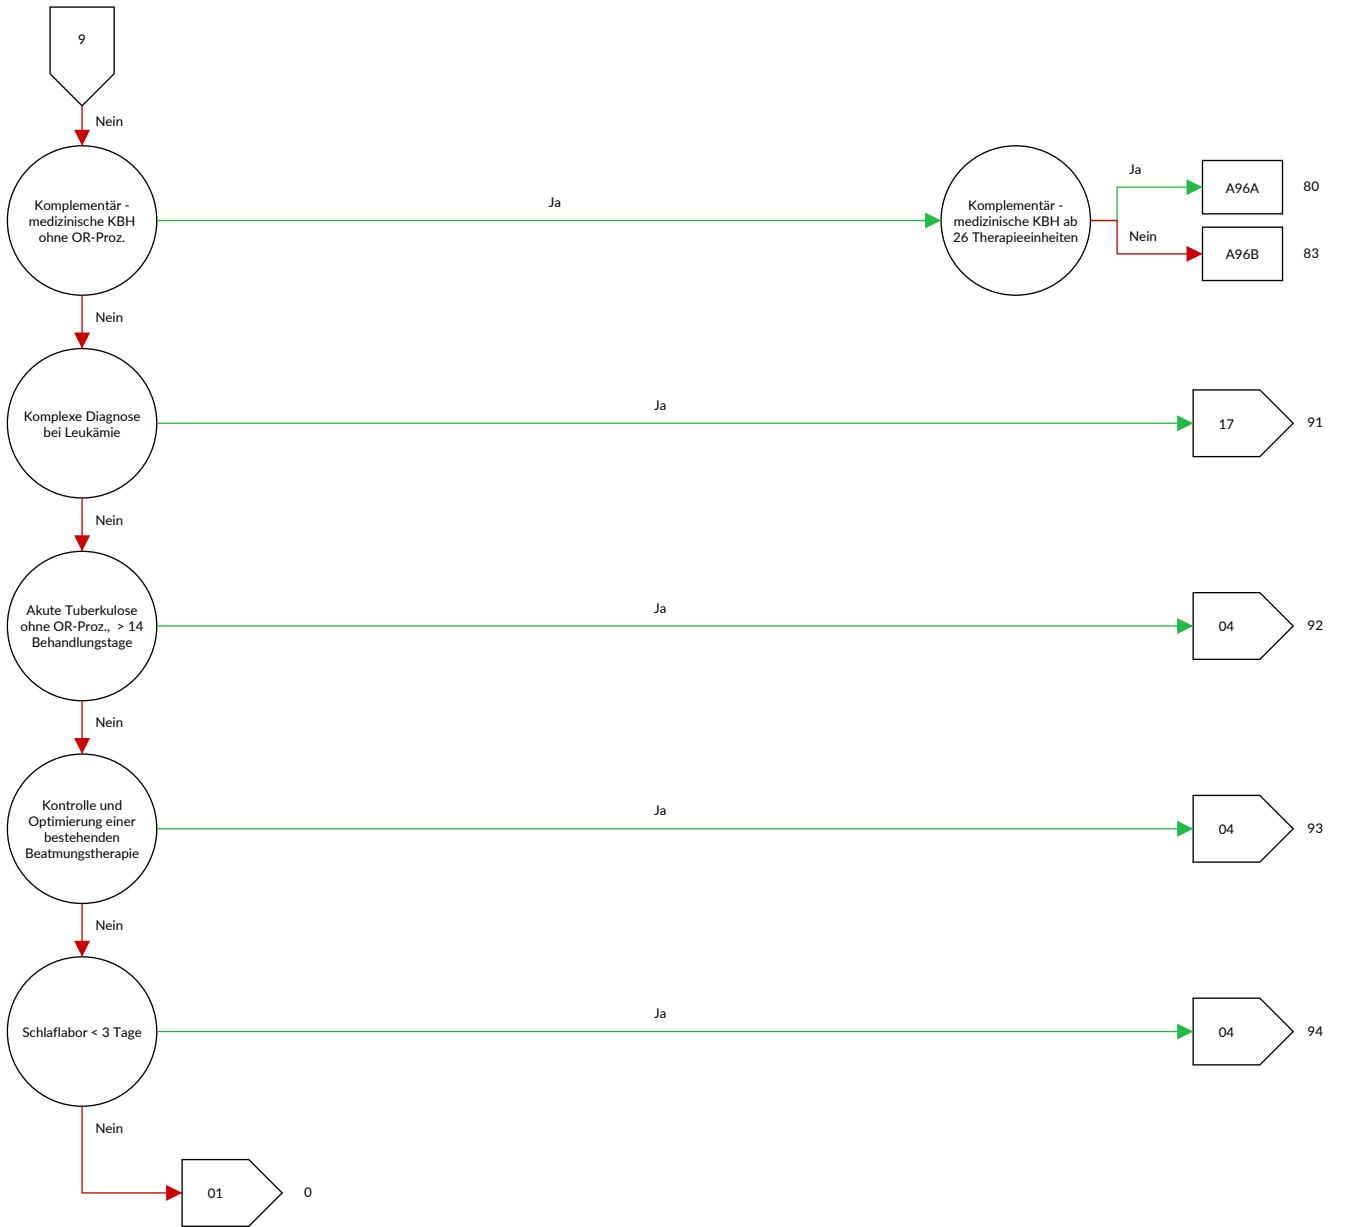 9
Nein
Komplementär -
medizinische KBH
ohne OR-Proz.
Ja
Komplementär -
medizinische KBH ab
26 Therapieeinheiten
Ja
A96A
80
Nein
A96B
83
Nein
Komplexe Diagnose
bei Leukämie
Ja
17
91
Nein
Akute Tuberkulose
ohne OR-Proz., > 14
Behandlungstage
Ja
04
92
Nein
Kontrolle und
Optimierung einer
bestehenden
Beatmungstherapie
Ja
04
93
Nein
Schlaflabor < 3 Tage
Ja
04
94
Nein
01
0